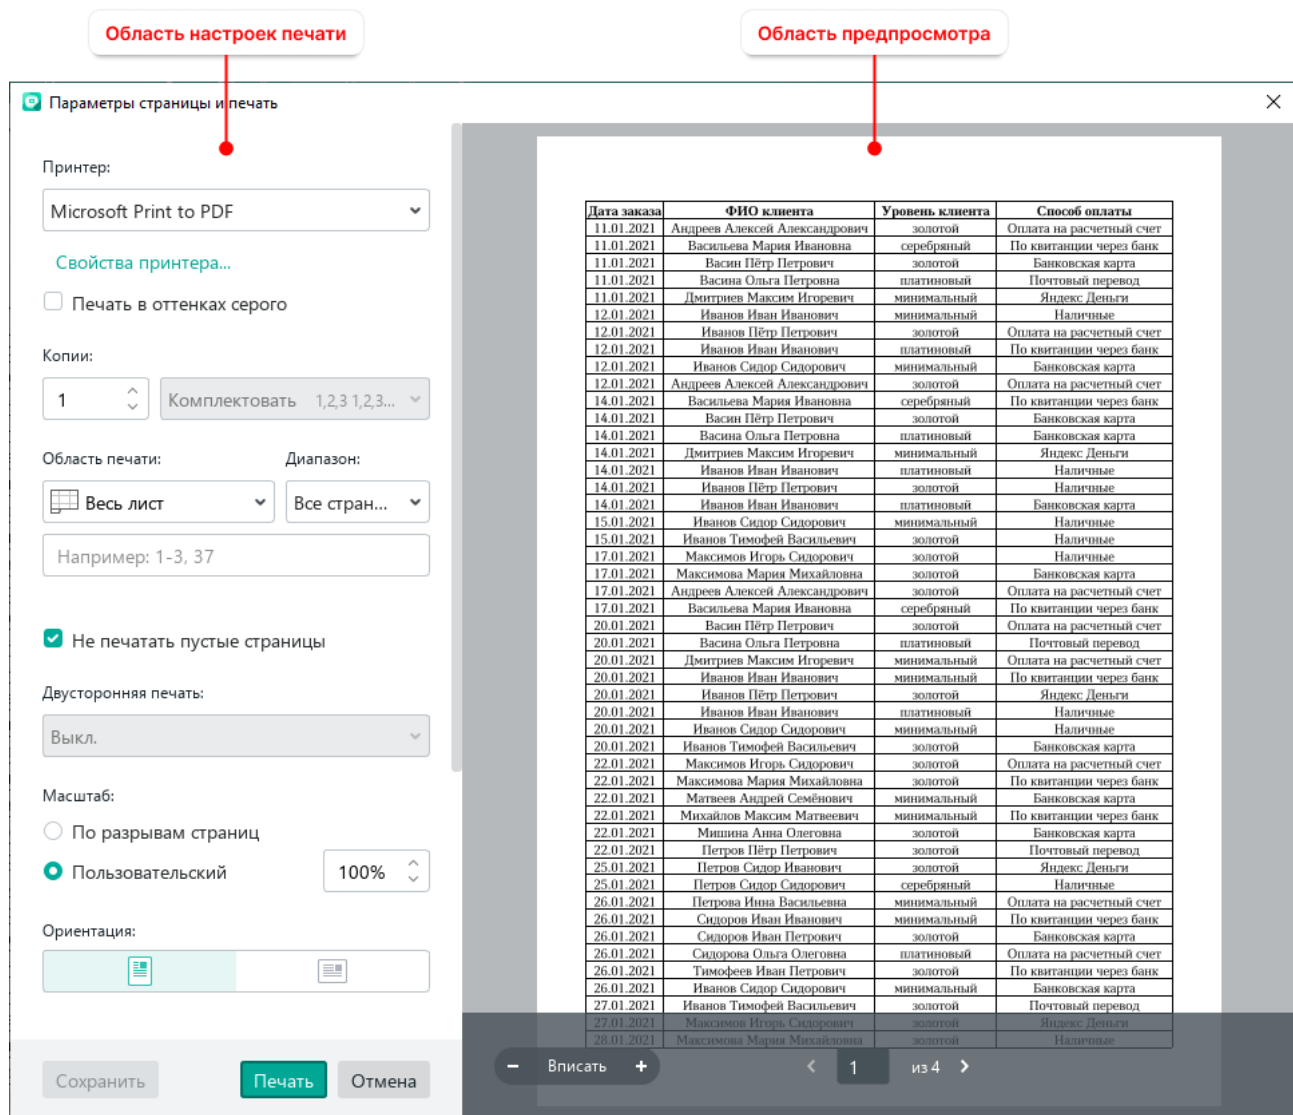 Область настроек печати
Область предпросмотра
Параметры страницы и печать
Принтер:
Microsoft Print to PDF
Свойства принтера...
Печать в оттенках серого
Копии:
1
Комплектовать 1,2,3 1,2,3...
Область печати:
Диапазон:
Весь лист
Все стран...
Например: 1-3, 37
Не печатать пустые страницы
Двусторонняя печать:
Выкл.
Масштаб:
По разрывам страниц
Пользовательский
100%
Ориентация:
Сохранить
Печать
Отмена
Дата заказа ФИО клиента Уровень клиента Способ оплаты
11.01.2021 Андреев Алексей Александрович золотой Оплата на расчетный счет
11.01.2021 Васильева Мария Ивановна серебряный По квитанции через банк
11.01.2021 Васин Пётр Петрович золотой Банковская карта
11.01.2021 Васина Ольга Петровна платиновый Почтовый перевод
11.01.2021 Дмитриев Максим Игоревич минимальный Яндекс Деньги
12.01.2021 Иванов Иван Иванович минимальный Наличные
12.01.2021 Иванов Пётр Петрович золотой Оплата на расчетный счет
12.01.2021 Иванов Иван Иванович платиновый По квитанции через банк
12.01.2021 Иванов Сидор Сидорович минимальный Банковская карта
12.01.2021 Андреев Алексей Александрович золотой Оплата на расчетный счет
14.01.2021 Васильева Мария Ивановна серебряный По квитанции через банк
14.01.2021 Васин Пётр Петрович золотой Банковская карта
14.01.2021 Васина Ольга Петровна платиновый Банковская карта
14.01.2021 Дмитриев Максим Игоревич минимальный Яндекс Деньги
14.01.2021 Иванов Иван Иванович платиновый Наличные
14.01.2021 Иванов Пётр Петрович золотой Наличные
14.01.2021 Иванов Иван Иванович платиновый Банковская карта
15.01.2021 Иванов Сидор Сидорович минимальный Наличные
15.01.2021 Иванов Тимофей Васильевич золотой Наличные
17.01.2021 Максимов Игорь Сидорович золотой Наличные
17.01.2021 Максимова Мария Михайловна золотой Банковская карта
17.01.2021 Андреев Алексей Александрович золотой Оплата на расчетный счет
17.01.2021 Васильева Мария Ивановна серебряный По квитанции через банк
20.01.2021 Васин Пётр Петрович золотой Оплата на расчетный счет
20.01.2021 Васина Ольга Петровна платиновый Почтовый перевод
20.01.2021 Дмитриев Максим Игоревич минимальный Оплата на расчетный счет
20.01.2021 Иванов Иван Иванович минимальный По квитанции через банк
20.01.2021 Иванов Пётр Петрович золотой Яндекс Деньги
20.01.2021 Иванов Иван Иванович платиновый Наличные
20.01.2021 Иванов Сидор Сидорович минимальный Наличные
20.01.2021 Иванов Тимофей Васильевич золотой Банковская карта
22.01.2021 Максимов Игорь Сидорович золотой Оплата на расчетный счет
22.01.2021 Максимова Мария Михайловна золотой По квитанции через банк
22.01.2021 Матвеев Андрей Семёнович минимальный Банковская карта
22.01.2021 Михайлов Максим Матвеевич минимальный По квитанции через банк
22.01.2021 Мишина Анна Олеговна золотой Банковская карта
22.01.2021 Петров Пётр Петрович золотой Почтовый перевод
25.01.2021 Петров Сидор Иванович золотой Яндекс Деньги
25.01.2021 Петров Сидор Сидорович серебряный Наличные
26.01.2021 Петрова Инна Васильевна минимальный Оплата на расчетный счет
26.01.2021 Сидоров Иван Иванович минимальный По квитанции через банк
26.01.2021 Сидоров Иван Петрович золотой Банковская карта
26.01.2021 Сидорова Ольга Олеговна платиновый Оплата на расчетный счет
26.01.2021 Тимофеев Иван Петрович золотой По квитанции через банк
26.01.2021 Иванов Сидор Сидорович минимальный Банковская карта
27.01.2021 Иванов Тимофей Васильевич золотой Почтовый перевод
27.01.2021 Максимов Игорь Сидорович золотой Яндекс Деньги
28.01.2021 Максимова Мария Михайловна золотой Наличные
− Вписать +
1 из 4